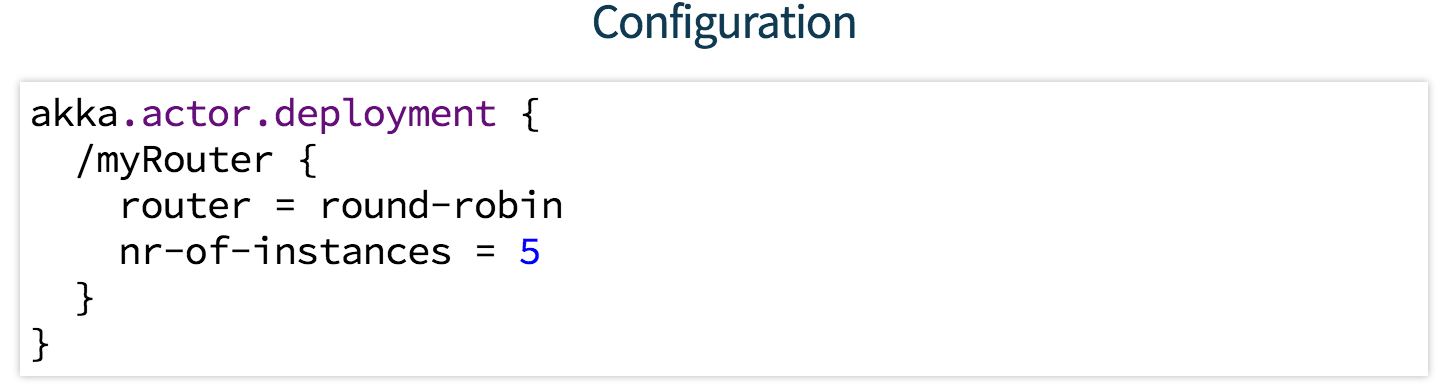 Configuration
akka.actor.deployment {
  /myRouter {
    router = round-robin
    nr-of-instances = 5
  }
}